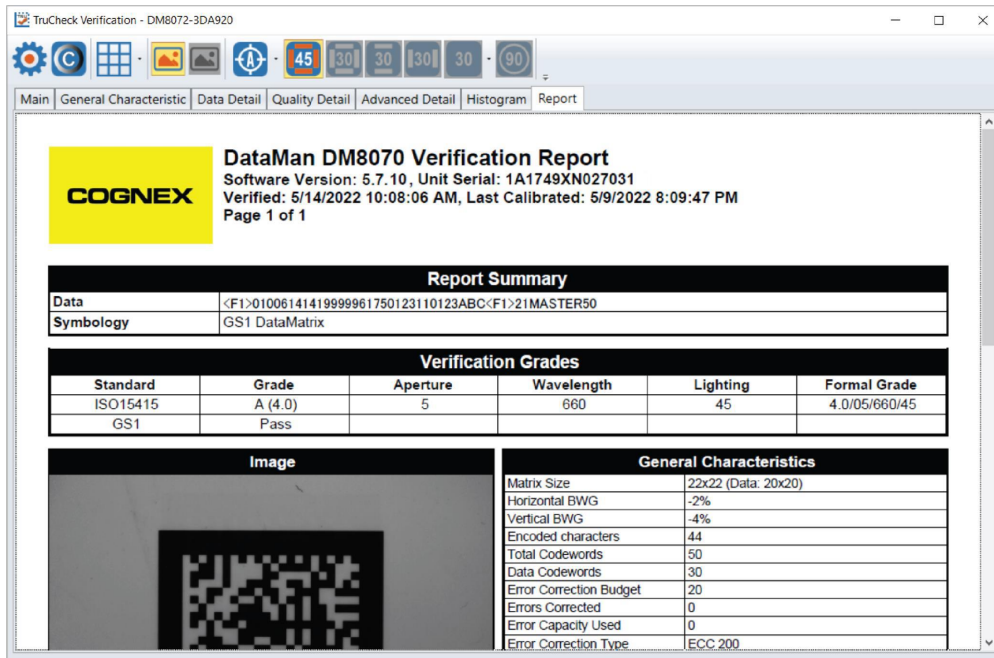 TruCheck Verification - DM8072-3DA920
C A 45 30 30 30 30 90
Main General Characteristic Data Detail Quality Detail Advanced Detail Histogram Report
COGNEX
DataMan DM8070 Verification Report
Software Version: 5.7.10, Unit Serial: 1A1749XN027031
Verified: 5/14/2022 10:08:06 AM, Last Calibrated: 5/9/2022 8:09:47 PM
Page 1 of 1
Report Summary
Data <F1>01006141419999961750123110123ABC<F1>21MASTER50
Symbology GS1 DataMatrix
Verification Grades
Standard Grade Aperture Wavelength Lighting Formal Grade
ISO15415 A (4.0) 5 660 45 4.0/05/660/45
GS1 Pass
Image
General Characteristics
Matrix Size 22x22 (Data: 20x20)
Horizontal BWG -2%
Vertical BWG -4%
Encoded characters 44
Total Codewords 50
Data Codewords 30
Error Correction Budget 20
Errors Corrected 0
Error Capacity Used 0
Error Correction Type ECC 200